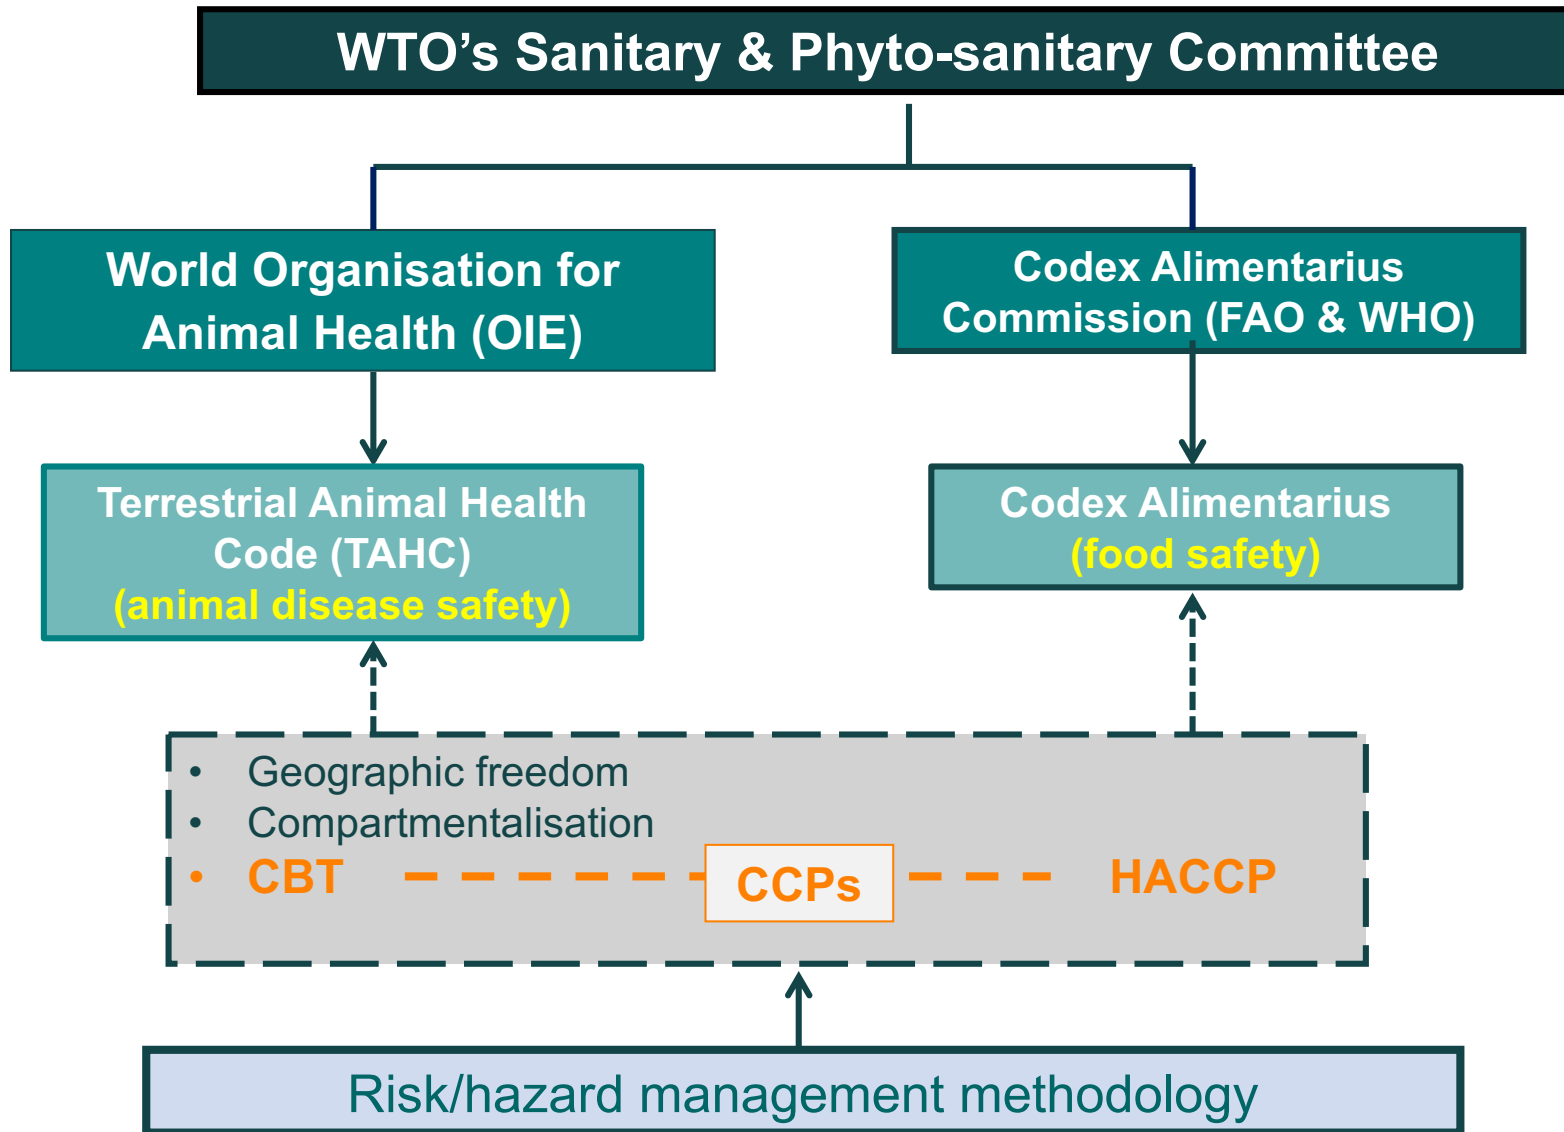 WTO’s Sanitary & Phyto-sanitary Committee
World Organisation for
Animal Health (OIE)
Codex Alimentarius
Commission (FAO & WHO)
Terrestrial Animal Health
Code (TAHC)
(animal disease safety)
Codex Alimentarius
(food safety)
• Geographic freedom
• Compartmentalisation
• CBT
CCPs
HACCP
Risk/hazard management methodology